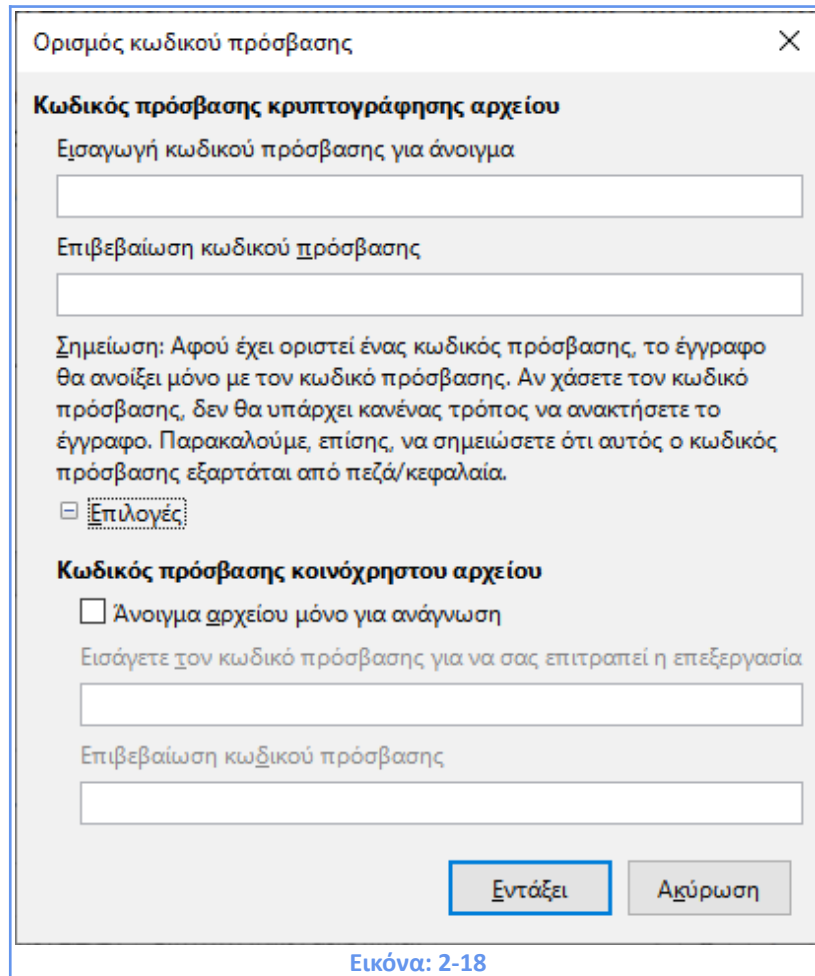 Ορισμός κωδικού πρόσβασης
Κωδικός πρόσβασης κρυπτογράφησης αρχείου
Εισαγωγή κωδικού πρόσβασης για άνοιγμα
Επιβεβαίωση κωδικού πρόσβασης
Σημείωση: Αφού έχει οριστεί ένας κωδικός πρόσβασης, το έγγραφο
θα ανοίξει μόνο με τον κωδικό πρόσβασης. Αν χάσετε τον κωδικό
πρόσβασης, δεν θα υπάρχει κανένας τρόπος να ανακτήσετε το
έγγραφο. Παρακαλούμε, επίσης, να σημειώσετε ότι αυτός ο κωδικός
πρόσβασης εξαρτάται από πεζά/κεφαλαία.
Επιλογές
Κωδικός πρόσβασης κοινόχρηστου αρχείου
Άνοιγμα αρχείου μόνο για ανάγνωση
Εισάγετε τον κωδικό πρόσβασης για να σας επιτραπεί η επεξεργασία
Επιβεβαίωση κωδικού πρόσβασης
Εντάξει Ακύρωση
Εικόνα: 2-18